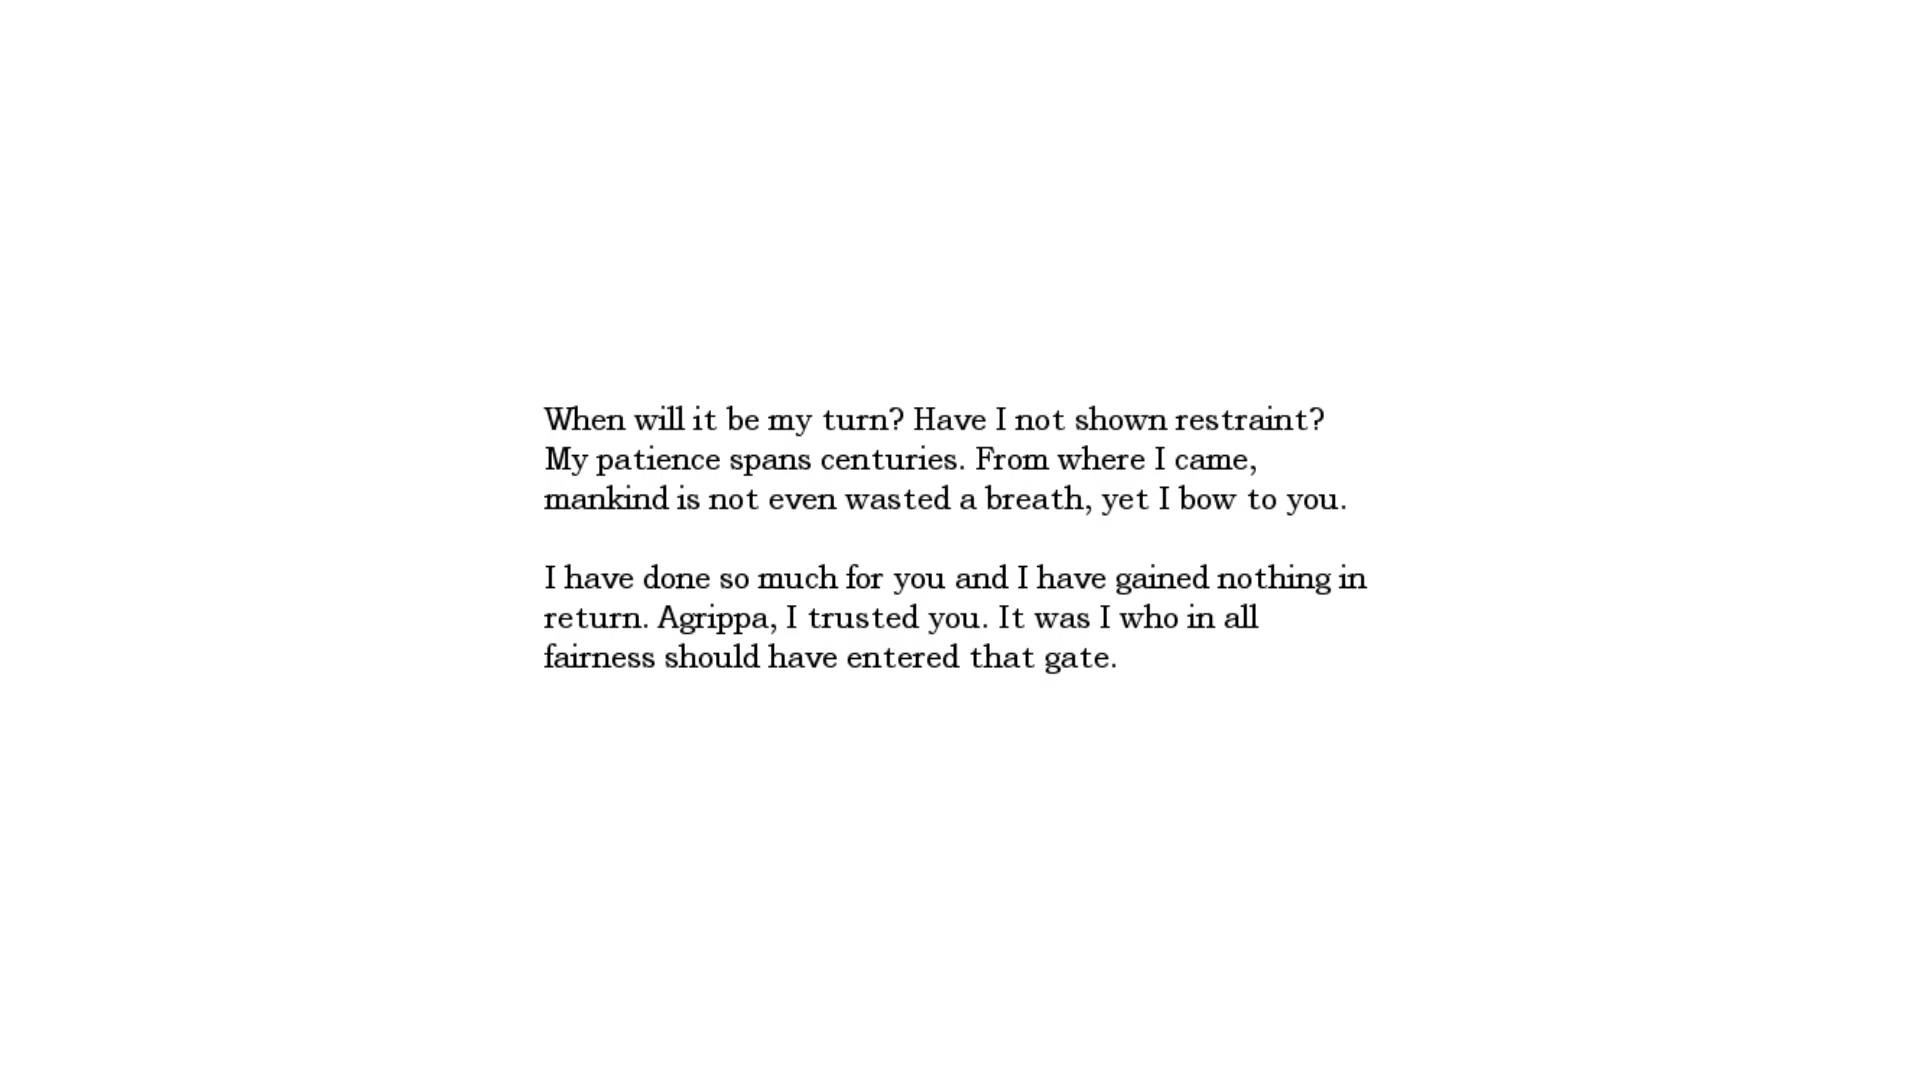 When will it be my turn? Have I not shown restraint?
My patience spans centuries. From where I came,
mankind is not even wasted a breath, yet I bow to you.
I have done so much for you and I have gained nothing in
return. Agrippa, I trusted you. It was I who in all
fairness should have entered that gate.